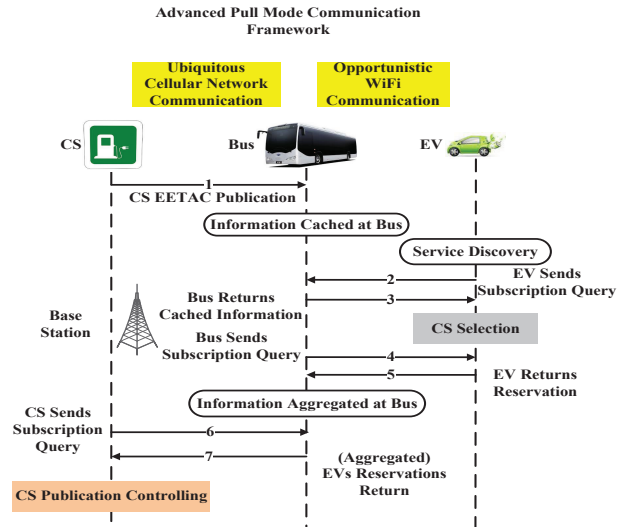 Advanced Pull Mode Communication
Framework
Ubiquitous
Cellular Network
Communication
Opportunistic
WiFi
Communication
CS
Bus
EV
1
CS EETAC Publication
Information Cached at Bus
Service Discovery
2
EV Sends
Subscription Query
Bus Returns
Cached Information
3
Base
Station
CS Selection
Bus Sends
Subscription Query
4
5
EV Returns
Reservation
Information Aggregated at Bus
CS Sends
Subscription
Query
6
7
(Aggregated)
EVs Reservations
Return
CS Publication Controlling